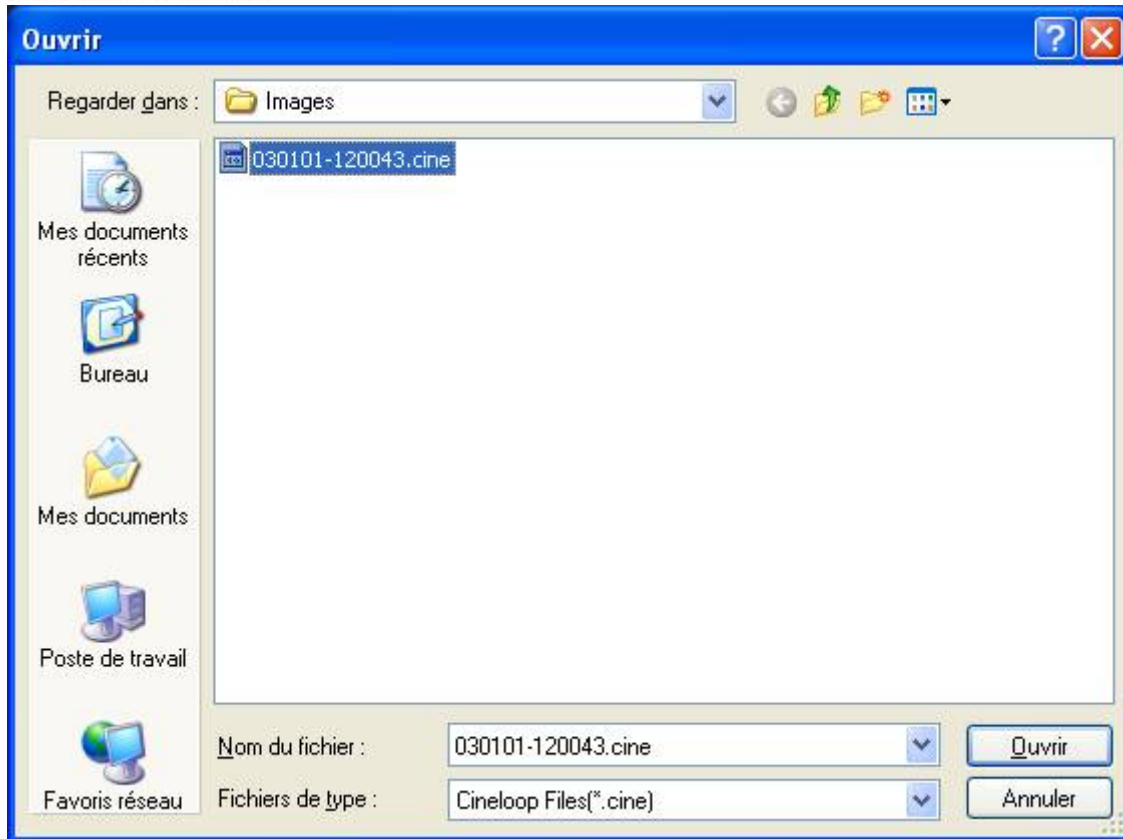 Ouvrir
Regarder dans :
Images
030101-120043.cine
Mes documents
récents
Bureau
Mes documents
Poste de travail
Favoris réseau
Nom du fichier :
030101-120043.cine
Ouvrir
Fichiers de type :
Cineloop Files(*.cine)
Annuler